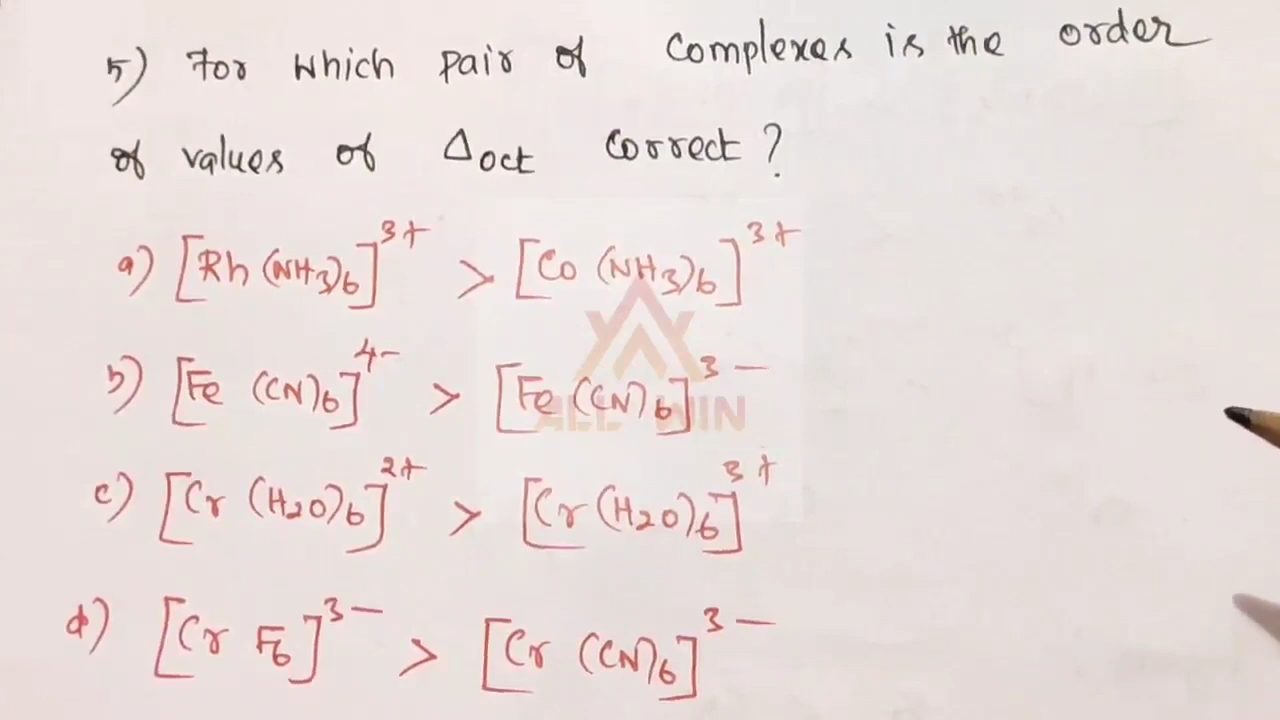 5) For which pair of complexes is the order
of values of Δoct correct?
a) [Rh (NH3)6]3+ > [Co (NH3)6]3+
b) [Fe (CN)6]4- > [Fe (CN)6]3-
c) [Cr (H2O)6]2+ > [Cr (H2O)6]3+
d) [Cr F6]3- > [Cr (CN)6]3-
ALL WIN